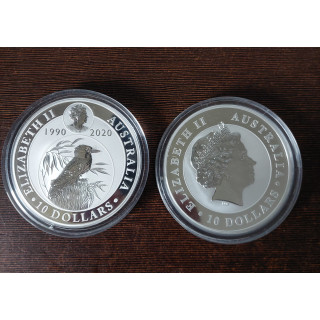 ELIZABETH II AUSTRALIA
1990 2020
· 10 DOLLARS ·
ELIZABETH II AUSTRALIA
· 10 DOLLARS ·